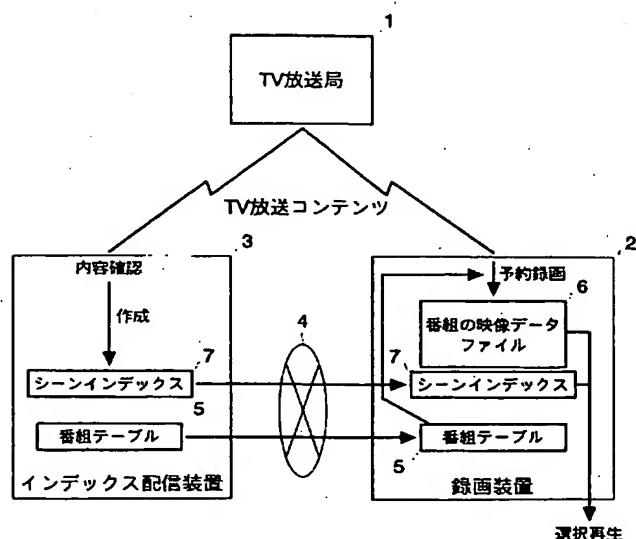 1
TV放送局
TV放送コンテンツ
3
2
内容確認
予約録画
作成
6
4
番組の映像データ
ファイル
7
7
シーンインデックス
シーンインデックス
5
番組テーブル
番組テーブル
5
インデックス配信装置
録画装置
選択再生